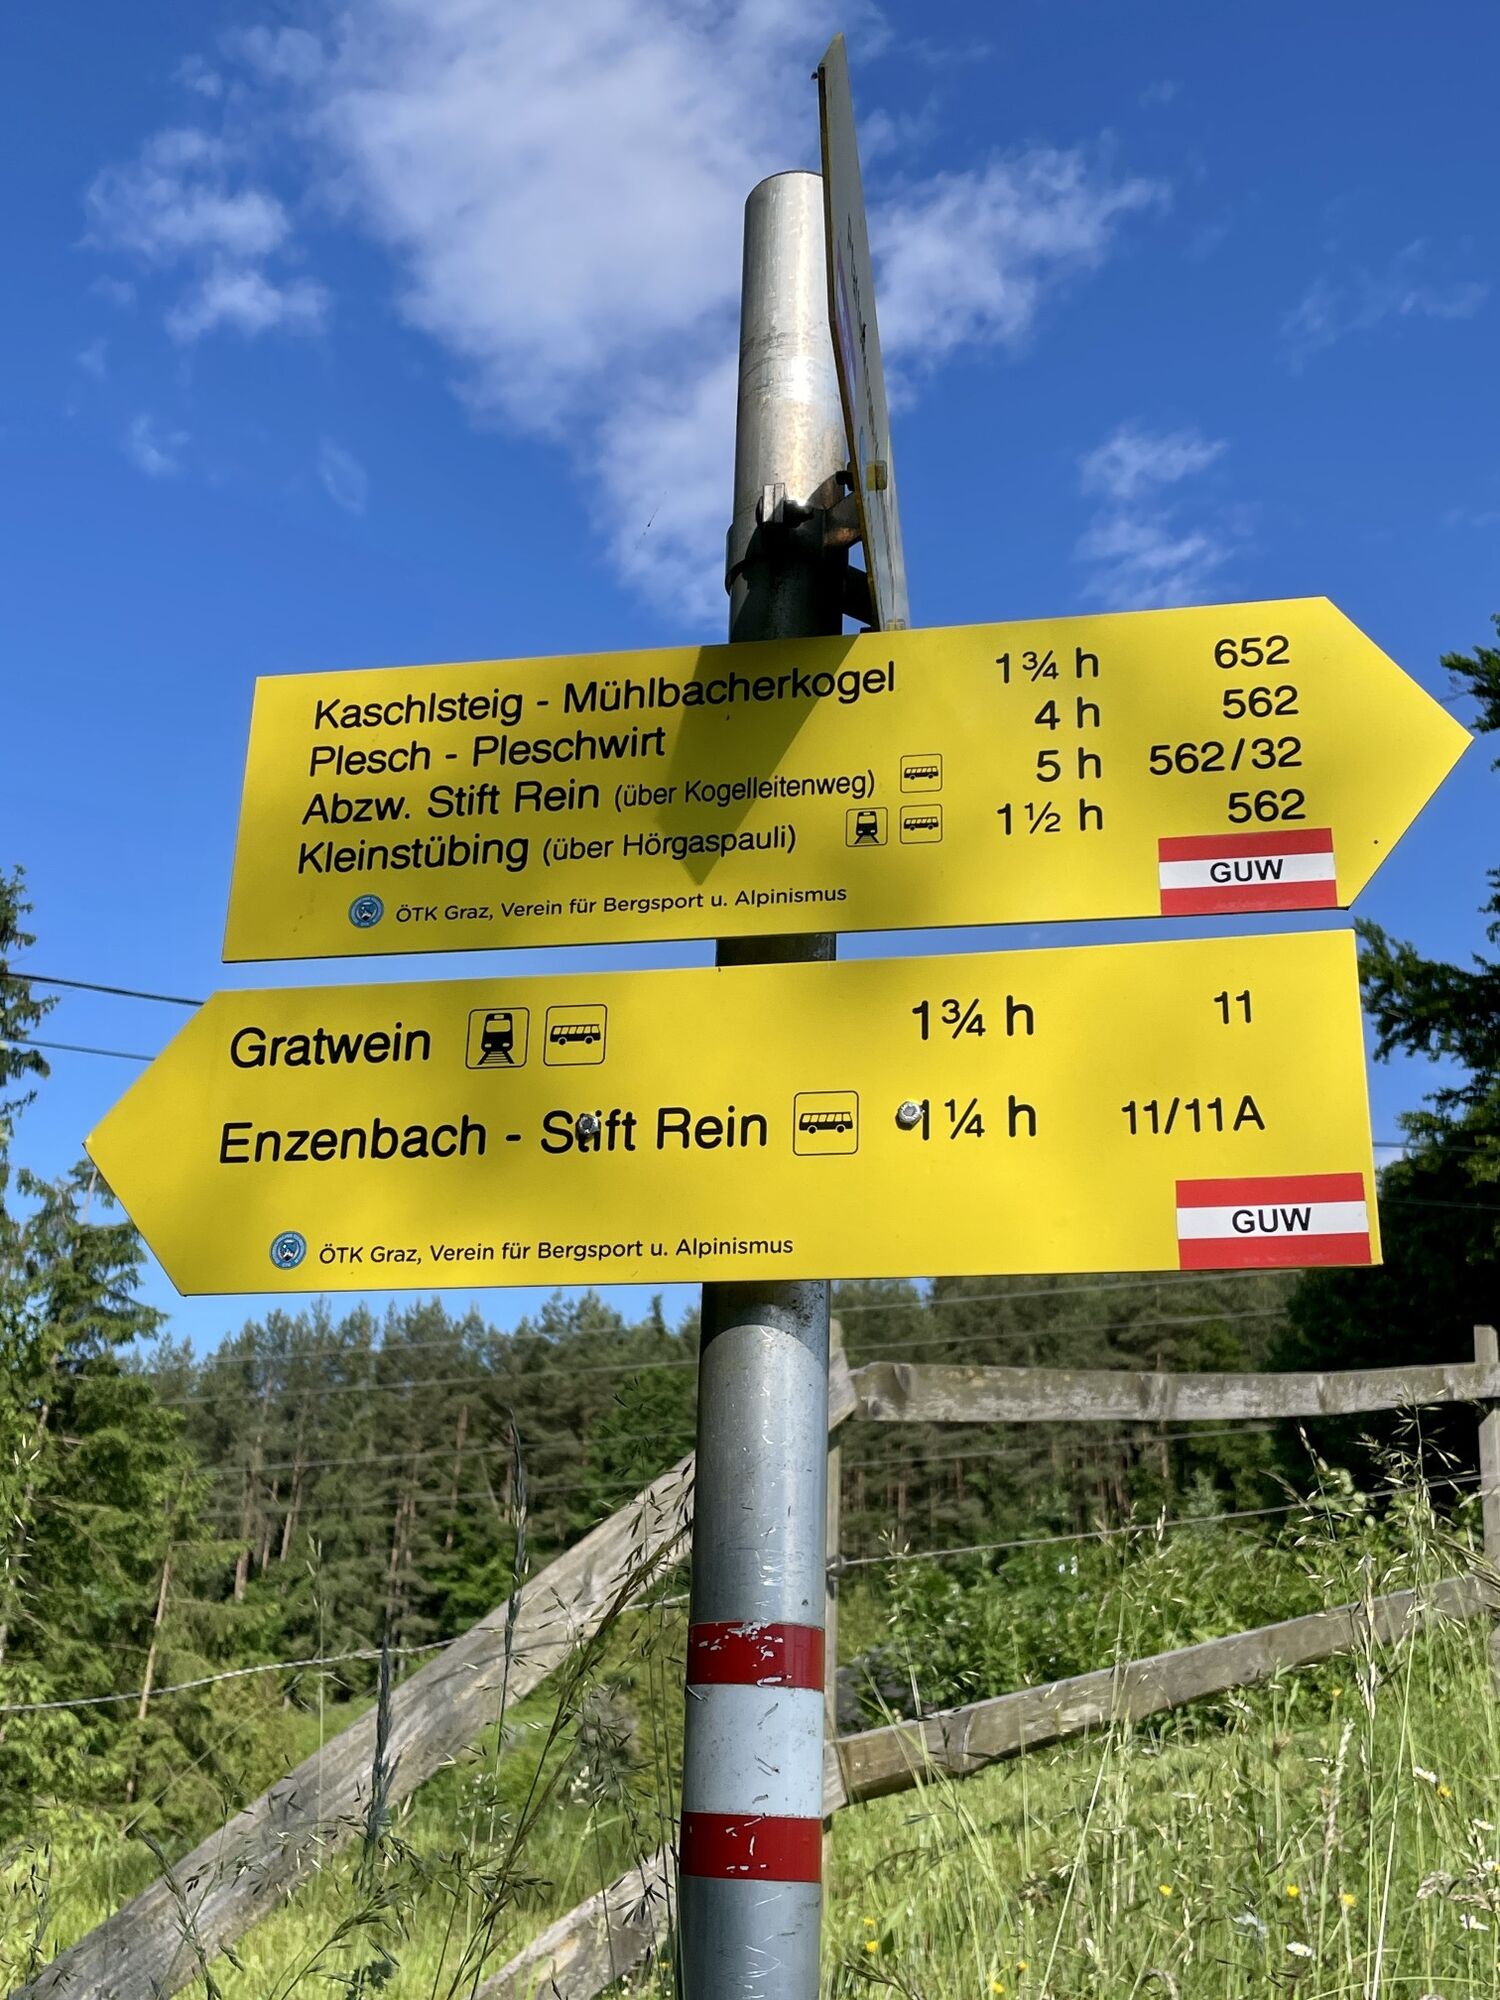 Kaschlsteig - Mühlbacherkogel 1¾ h 652
Plesch - Pleschwirt 4 h 562
Abzw. Stift Rein (über Kogelleitenweg) 5 h 562/32
Kleinstübing (über Hörgaspauli) 1½ h 562
GUW
ÖTK Graz, Verein für Bergsport u. Alpinismus
Gratwein 1¾ h 11
Enzenbach - Stift Rein 1¼ h 11/11A
GUW
ÖTK Graz, Verein für Bergsport u. Alpinismus